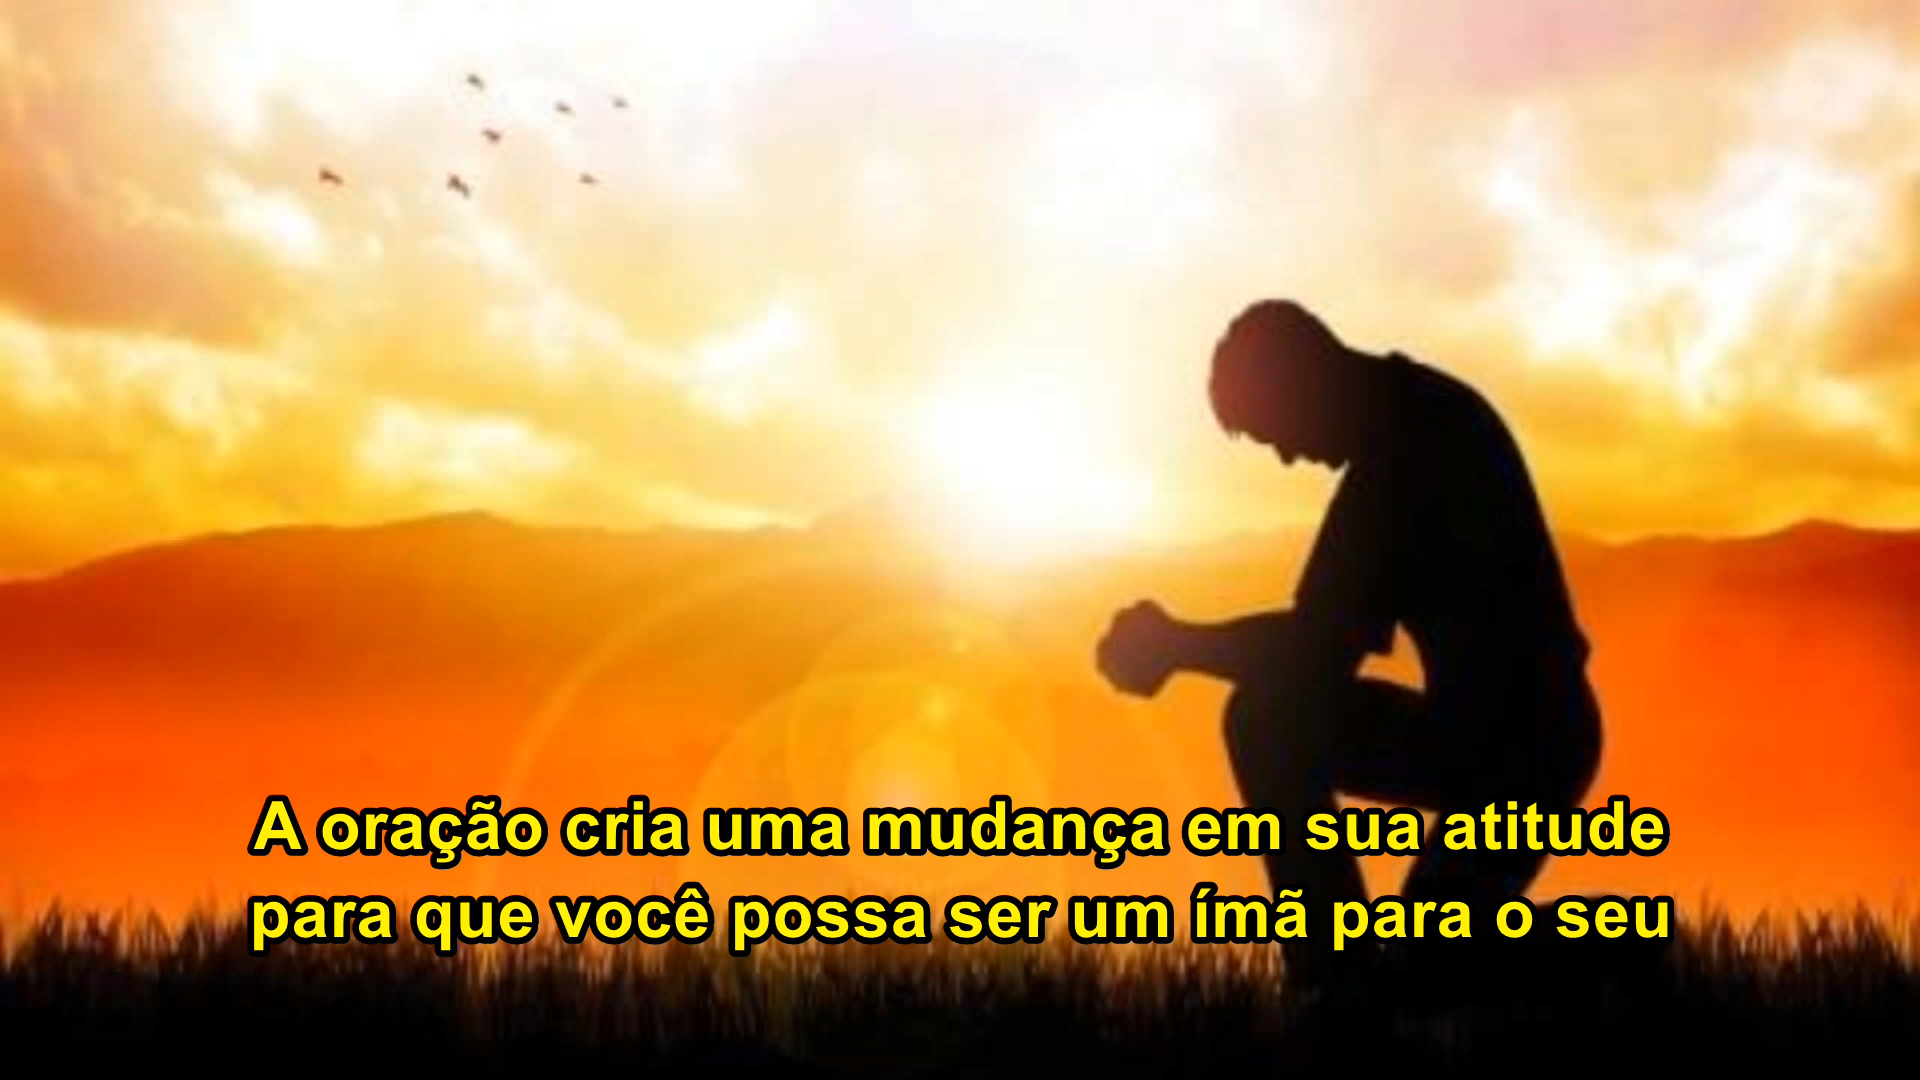 A oração cria uma mudança em sua atitude
para que você possa ser um ímã para o seu